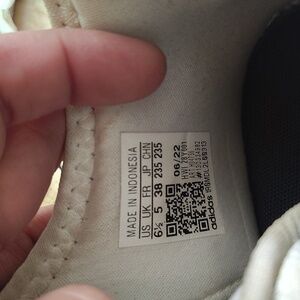 MADE IN INDONESIA
US UK FR JP CHN
6½ 5 38 235 235
06/22
adidas